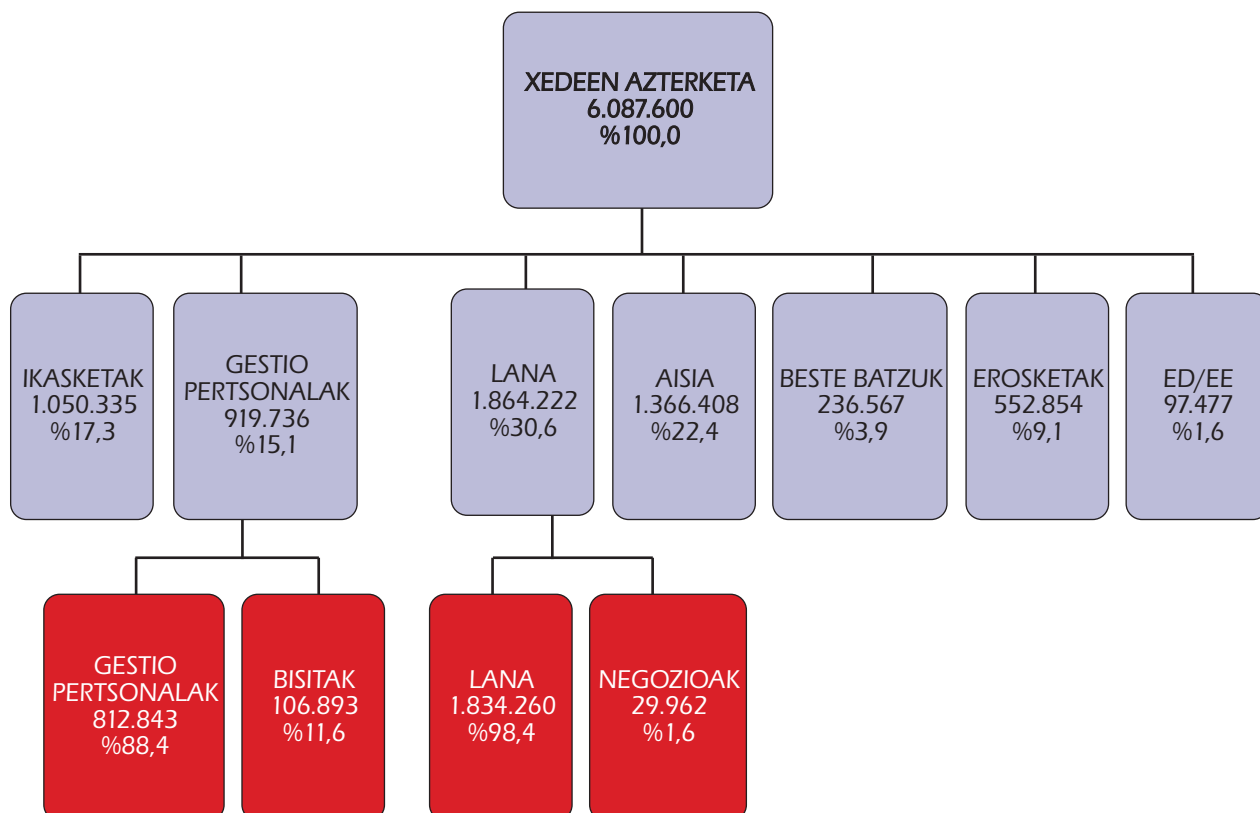 XEDEEN AZTERKETA
6.087.600
%100,0
IKASKETAK
1.050.335
%17,3
GESTIO
PERTSONALAK
919.736
%15,1
LANA
1.864.222
%30,6
AISIA
1.366.408
%22,4
BESTE BATZUK
236.567
%3,9
EROSKETAK
552.854
%9,1
ED/EE
97.477
%1,6
GESTIO
PERTSONALAK
812.843
%88,4
BISITAK
106.893
%11,6
LANA
1.834.260
%98,4
NEGOZIOAK
29.962
%1,6